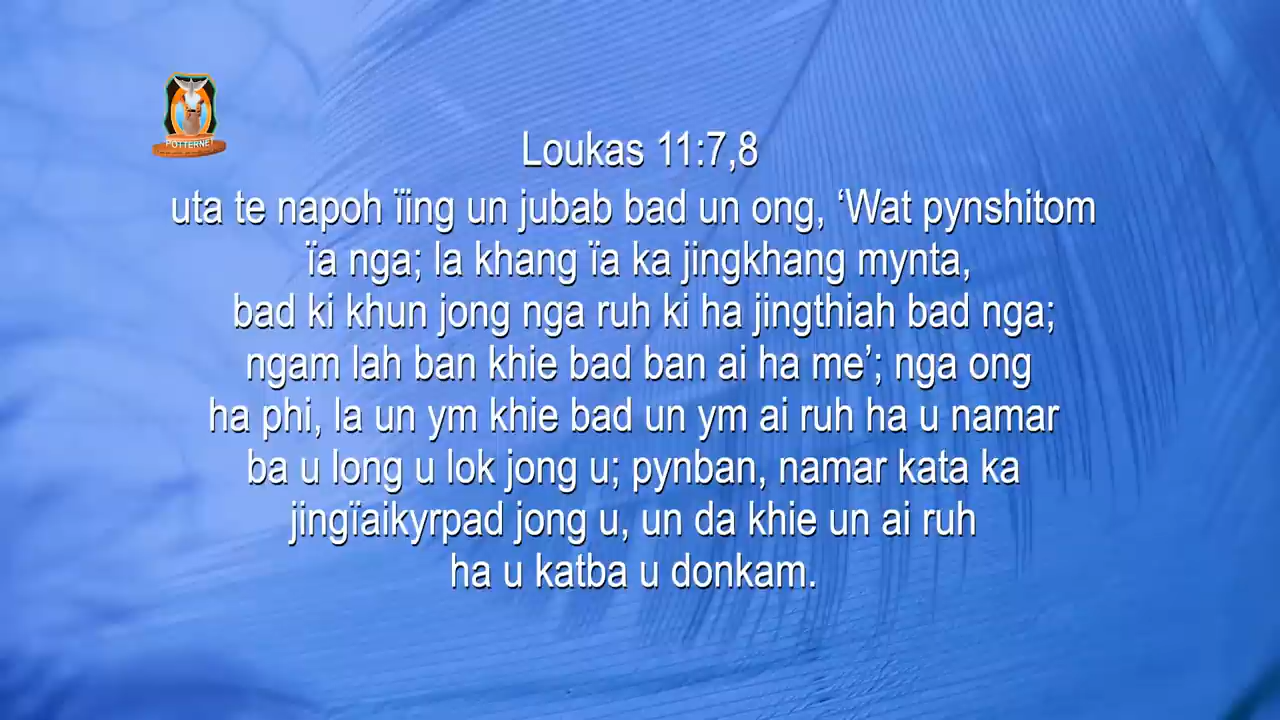 POTTERNET
Loukas 11:7,8
uta te napoh ïing un jubab bad un ong, ‘Wat pynshitom
ïa nga; la khang ïa ka jingkhang mynta,
bad ki khun jong nga ruh ki ha jingthiah bad nga;
ngam lah ban khie bad ban ai ha me’; nga ong
ha phi, la un ym khie bad un ym ai ruh ha u namar
ba u long u lok jong u; pynban, namar kata ka
jingïaikyrpad jong u, un da khie un ai ruh
ha u katba u donkam.